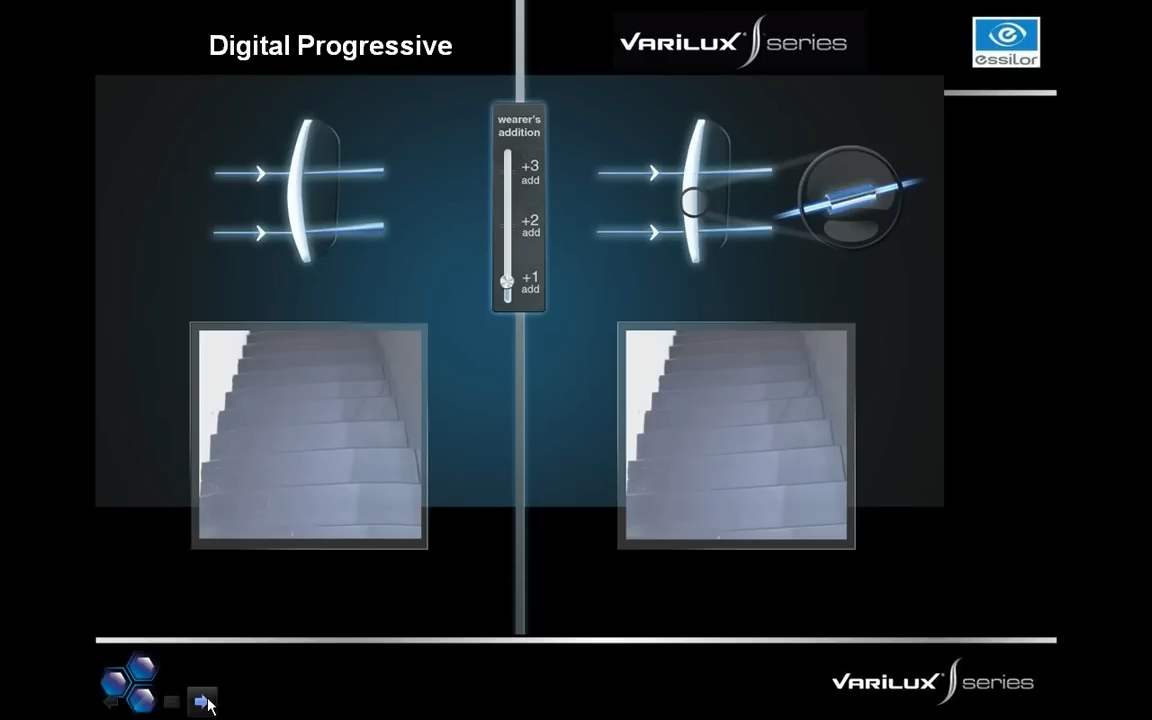 Digital Progressive
VARILUX® S series
essilor
wearer's
addition
+3
add
+2
add
+1
add
VARILUX® S series